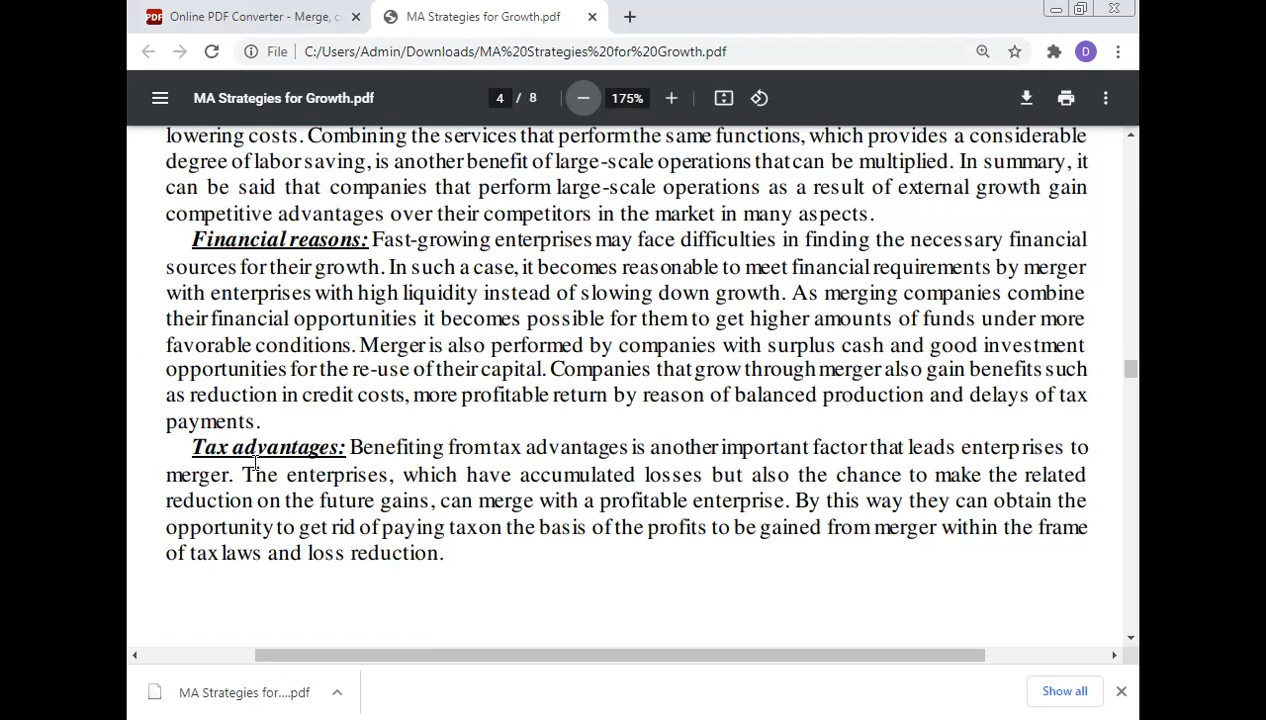 Online PDF Converter - Merge, c
MA Strategies for Growth.pdf
File
C:/Users/Admin/Downloads/MA%20Strategies%20for%20Growth.pdf
D
MA Strategies for Growth.pdf
4 / 8
175%
lowering costs. Combining the services that perform the same functions, which provides a considerable
degree of labor saving, is another benefit of large-scale operations that can be multiplied. In summary, it
can be said that companies that perform large-scale operations as a result of external growth gain
competitive advantages over their competitors in the market in many aspects.
Financial reasons: Fast-growing enterprises may face difficulties in finding the necessary financial
sources for their growth. In such a case, it becomes reasonable to meet financial requirements by merger
with enterprises with high liquidity instead of slowing down growth. As merging companies combine
their financial opportunities it becomes possible for them to get higher amounts of funds under more
favorable conditions. Merger is also performed by companies with surplus cash and good investment
opportunities for the re-use of their capital. Companies that grow through merger also gain benefits such
as reduction in credit costs, more profitable return by reason of balanced production and delays of tax
payments.
Tax advantages: Benefiting from tax advantages is another important factor that leads enterprises to
merger. The enterprises, which have accumulated losses but also the chance to make the related
reduction on the future gains, can merge with a profitable enterprise. By this way they can obtain the
opportunity to get rid of paying tax on the basis of the profits to be gained from merger within the frame
of tax laws and loss reduction.
MA Strategies for....pdf
Show all